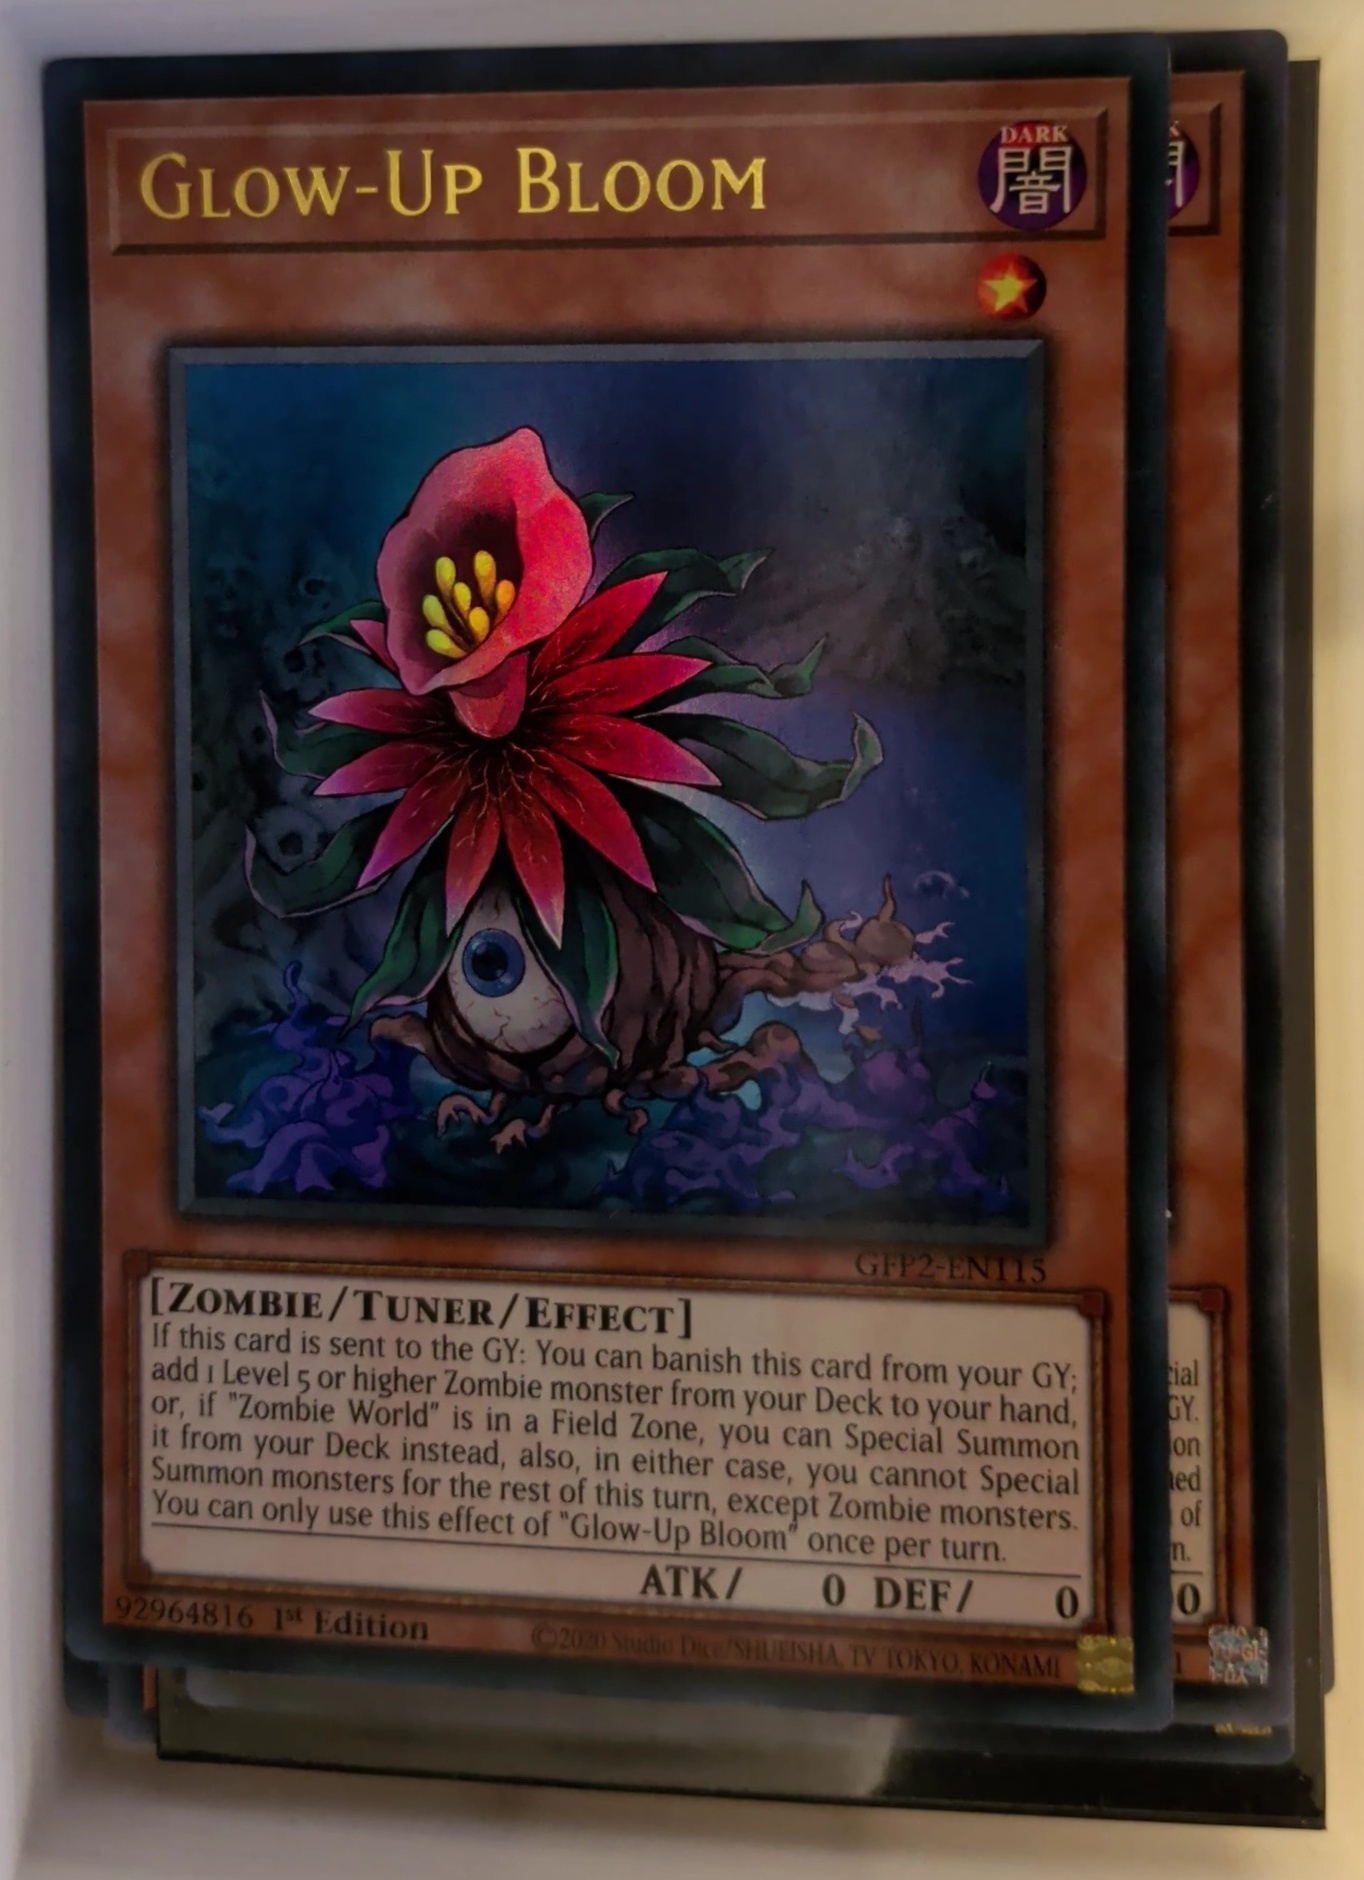 GLOW-UP BLOOM
DARK
闇
GFP2-EN115
[ZOMBIE/TUNER/EFFECT]
If this card is sent to the GY: You can banish this card from your GY;
add 1 Level 5 or higher Zombie monster from your Deck to your hand,
or, if "Zombie World" is in a Field Zone, you can Special Summon
it from your Deck instead, also, in either case, you cannot Special
Summon monsters for the rest of this turn, except Zombie monsters.
You can only use this effect of "Glow-Up Bloom" once per turn.
ATK/ 0 DEF/ 0
92964816 1st Edition
©2020 Studio Dice/SHUEISHA, TV TOKYO, KONAMI
GY.
on
of